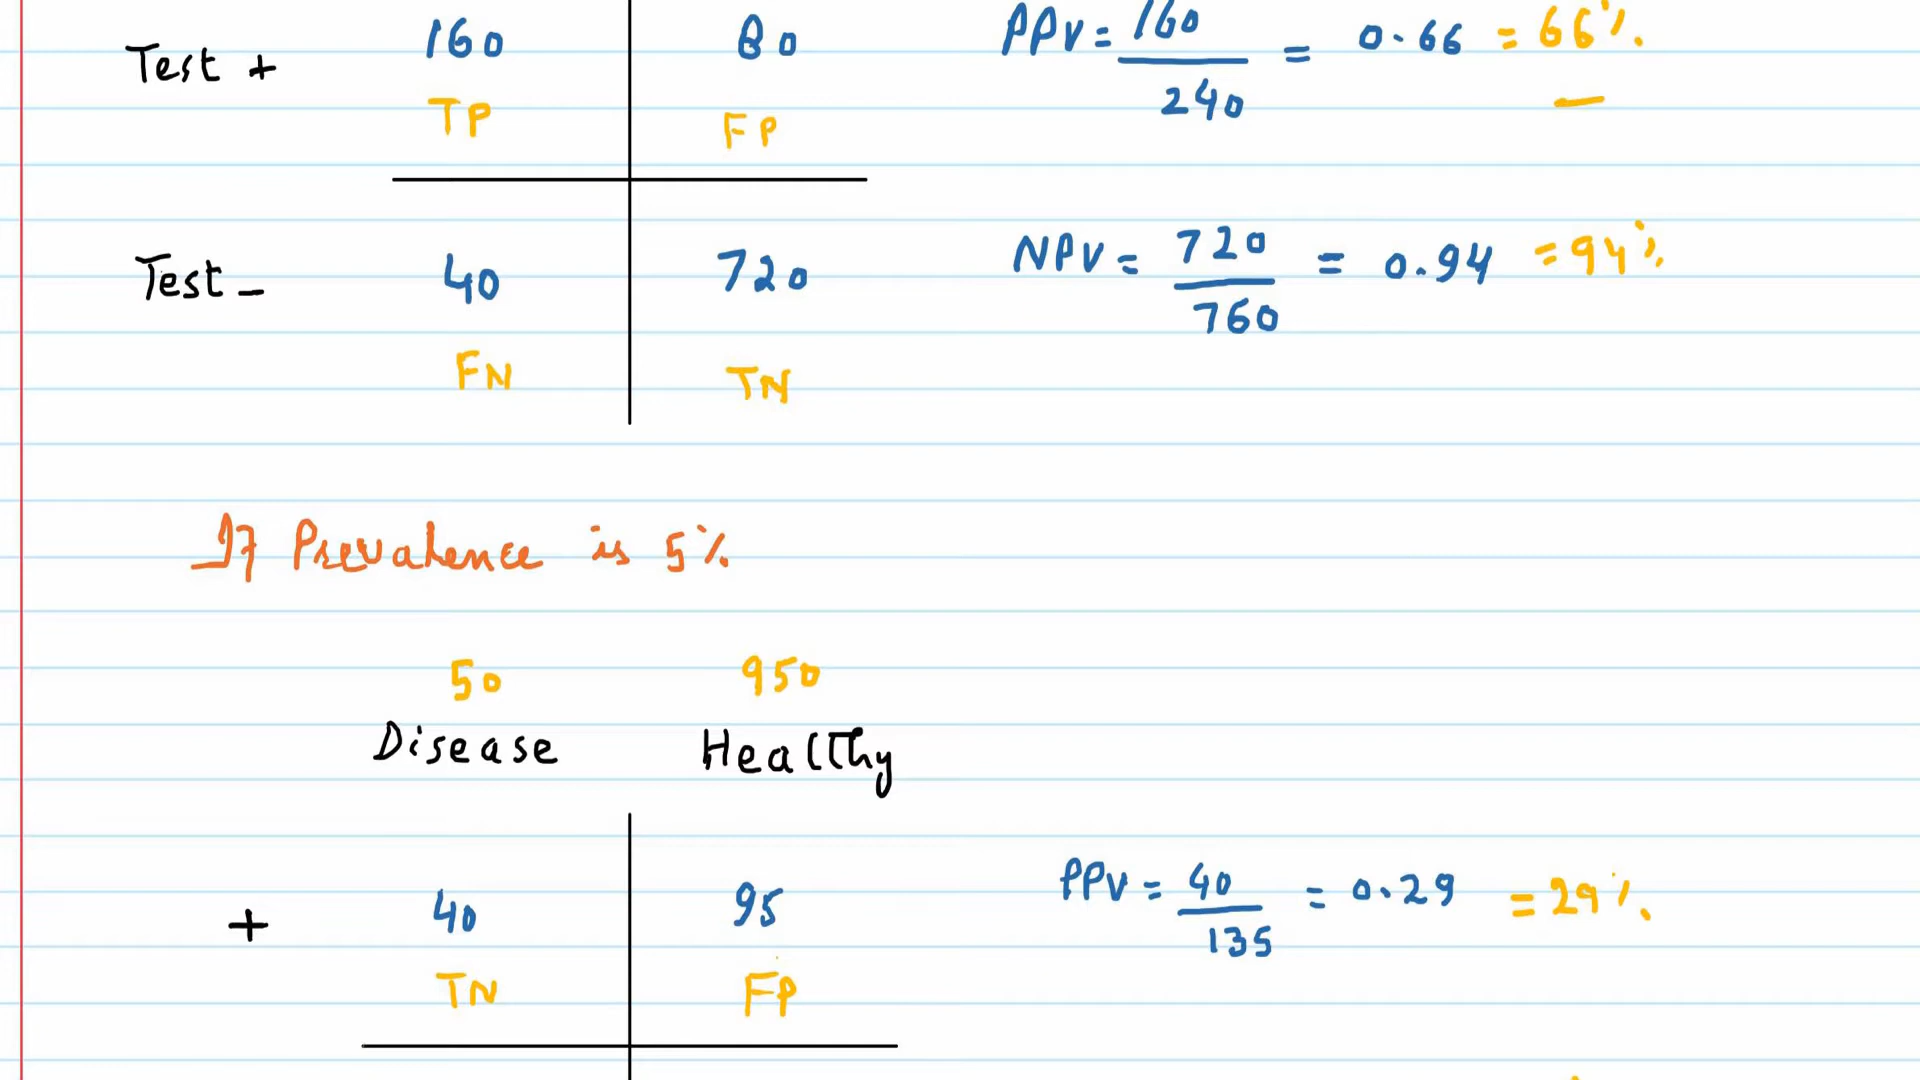 Test + 160 80 PPV = 160/240 = 0.66 = 66%
TP FP
Test - 40 720 NPV = 720/760 = 0.94 = 94%
FN TN
If Prevalence is 5%
50 950
Disease Healthy
+ 40 95 PPV = 40/135 = 0.29 = 29%
TN FP